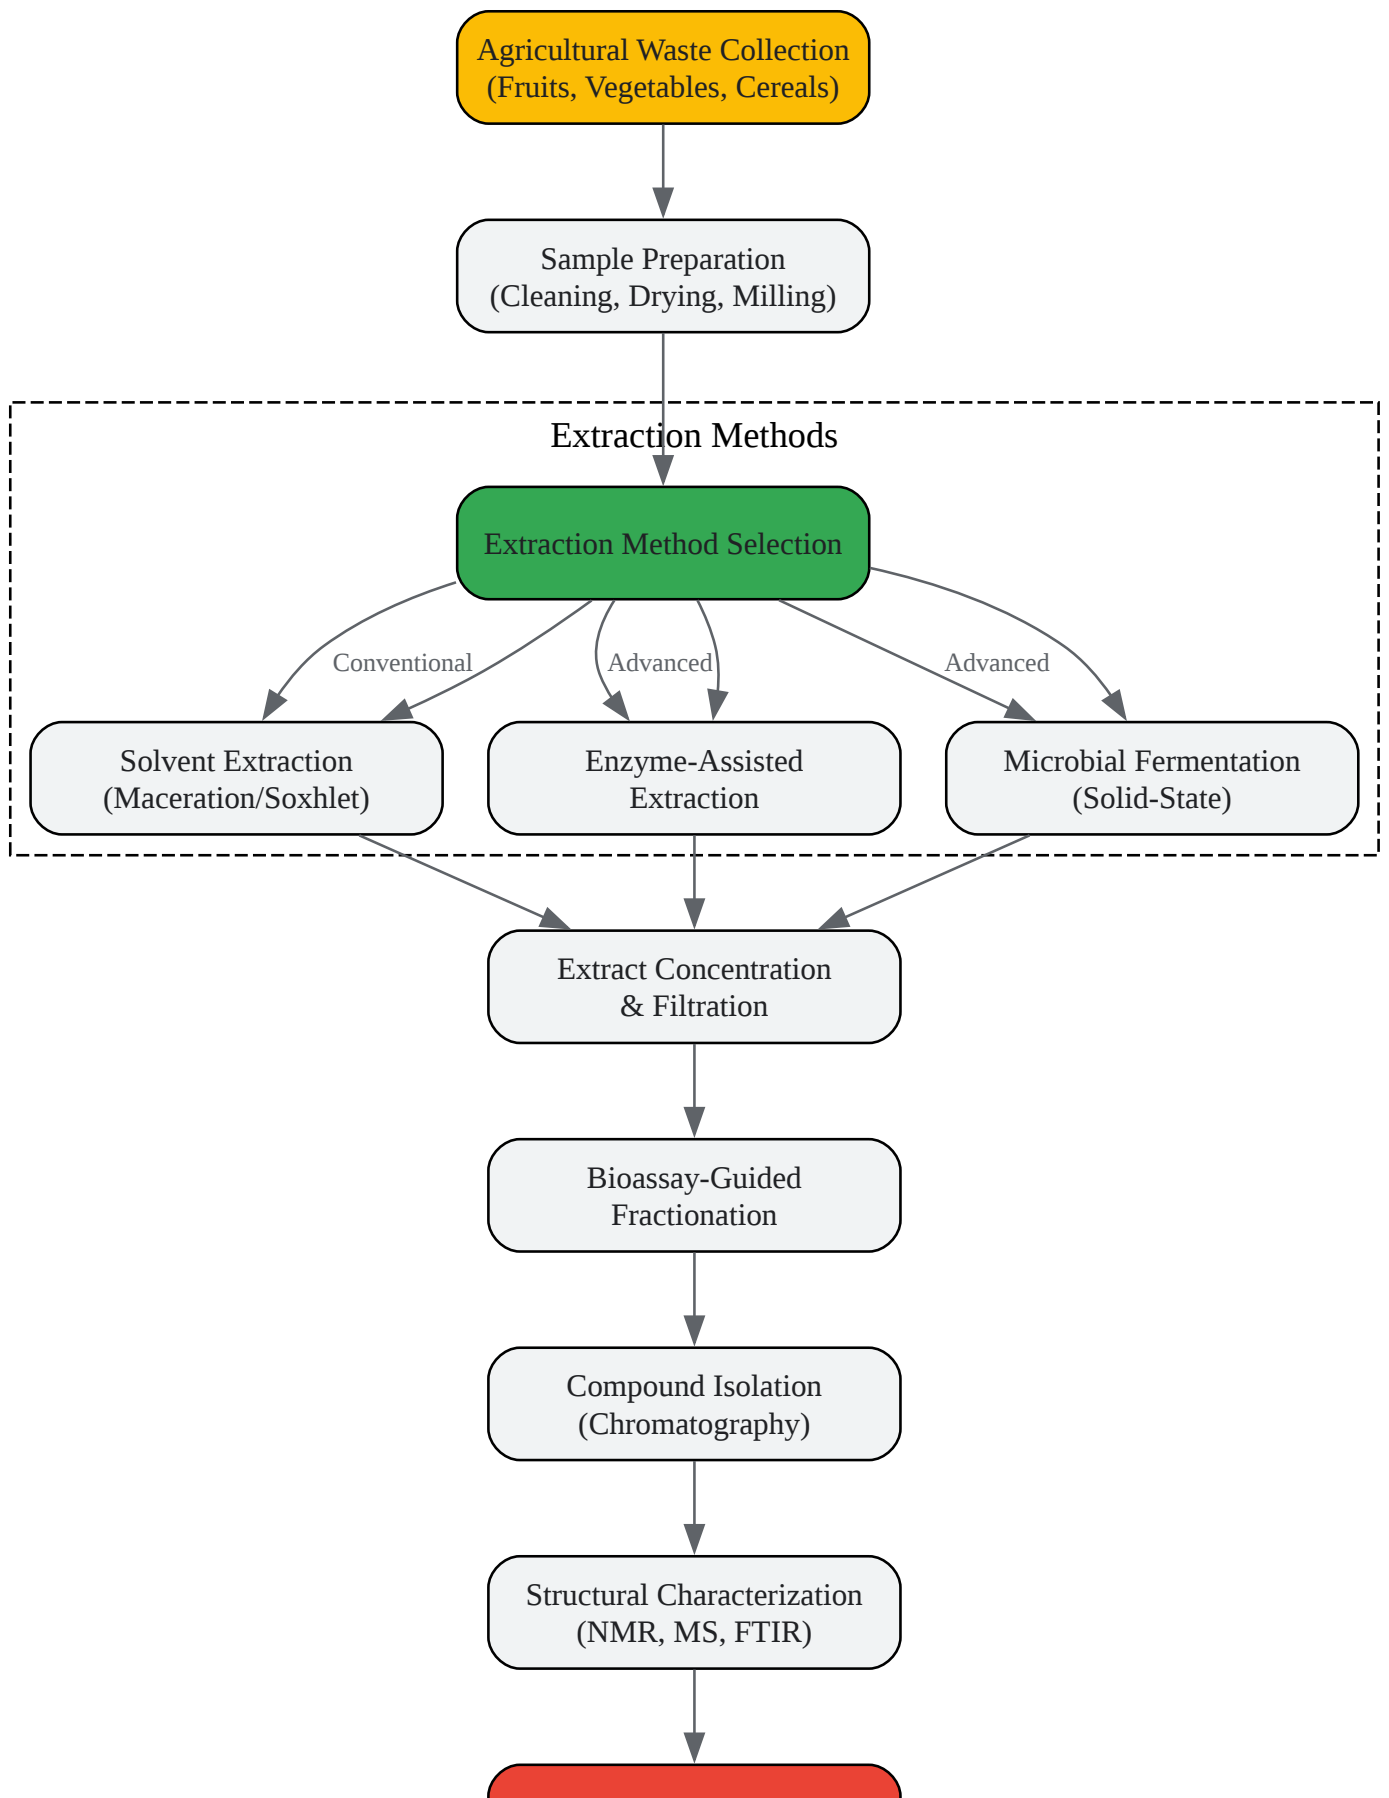 Agricultural Waste Collection
(Fruits, Vegetables, Cereals)
Sample Preparation
(Cleaning, Drying, Milling)
Extraction Methods
Extraction Method Selection
Conventional
Advanced
Advanced
Solvent Extraction
(Maceration/Soxhlet)
Enzyme-Assisted
Extraction
Microbial Fermentation
(Solid-State)
Extract Concentration
& Filtration
Bioassay-Guided
Fractionation
Compound Isolation
(Chromatography)
Structural Characterization
(NMR, MS, FTIR)